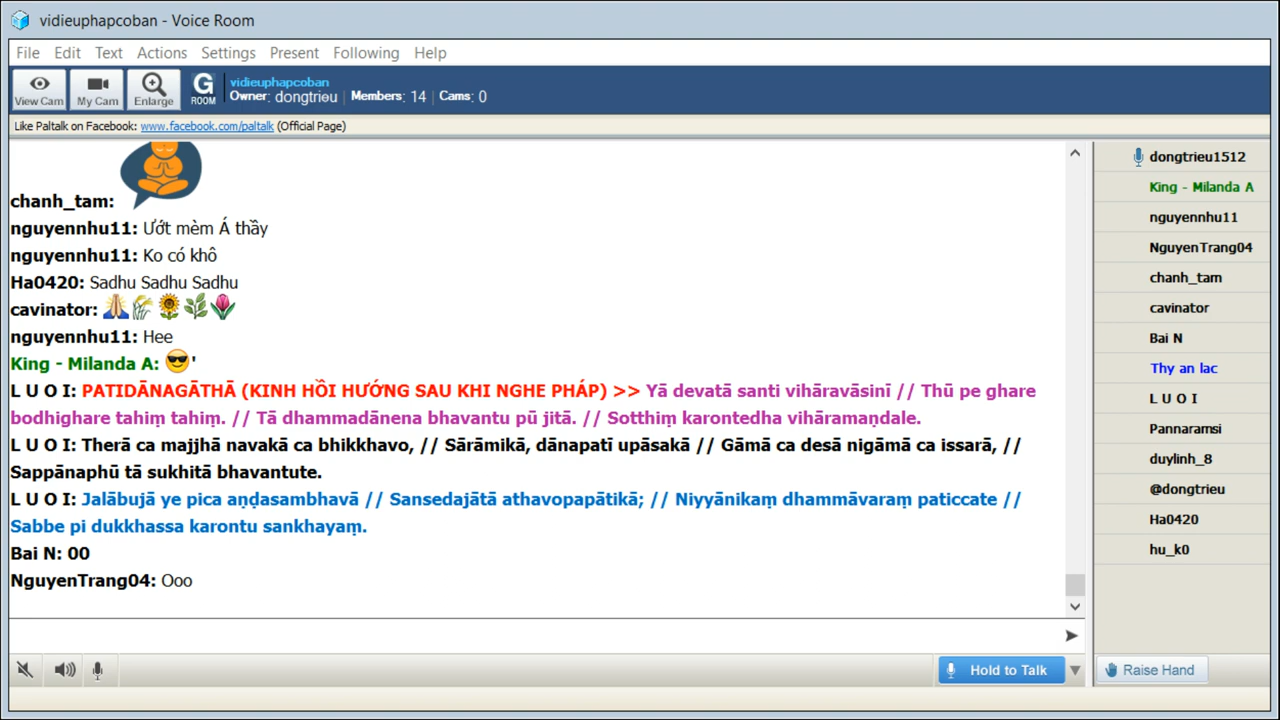 vidieuphapcoban - Voice Room
File Edit Text Actions Settings Present Following Help
View Cam My Cam Enlarge G ROOM
vidieuphapcoban
Owner: dongtrieu | Members: 14 | Cams: 0
Like Paltalk on Facebook: www.facebook.com/paltalk (Official Page)
chanh_tam:
nguyennhu11: Ướt mèm Á thầy
nguyennhu11: Ko có khô
Ha0420: Sadhu Sadhu Sadhu
cavinator:
nguyennhu11: Hee
King - Milanda A: '
L U O I: PATIDĀNAGĀTHĀ (KINH HỒI HƯỚNG SAU KHI NGHE PHÁP) >> Yā devatā santi vihāravāsinī // Thū pe ghare
bodhighare tahiṃ tahiṃ. // Tā dhammadānena bhavantu pū jitā. // Sotthiṃ karontedha vihāramaṇdale.
L U O I: Therā ca majjhā navakā ca bhikkhavo, // Sārāmikā, dānapatī upāsakā // Gāmā ca desā nigāmā ca issarā, //
Sappānaphū tā sukhitā bhavantute.
L U O I: Jalābujā ye pica aṇḍasambhavā // Sansedajātā athavopapātikā; // Niyyānikaṃ dhammāvaraṃ paticcate //
Sabbe pi dukkhassa karontu sankhayaṃ.
Bai N: 00
NguyenTrang04: Ooo
Hold to Talk
dongtrieu1512
King - Milanda A
nguyennhu11
NguyenTrang04
chanh_tam
cavinator
Bai N
Thy an lac
L U O I
Pannaramsi
duylinh_8
@dongtrieu
Ha0420
hu_k0
Raise Hand